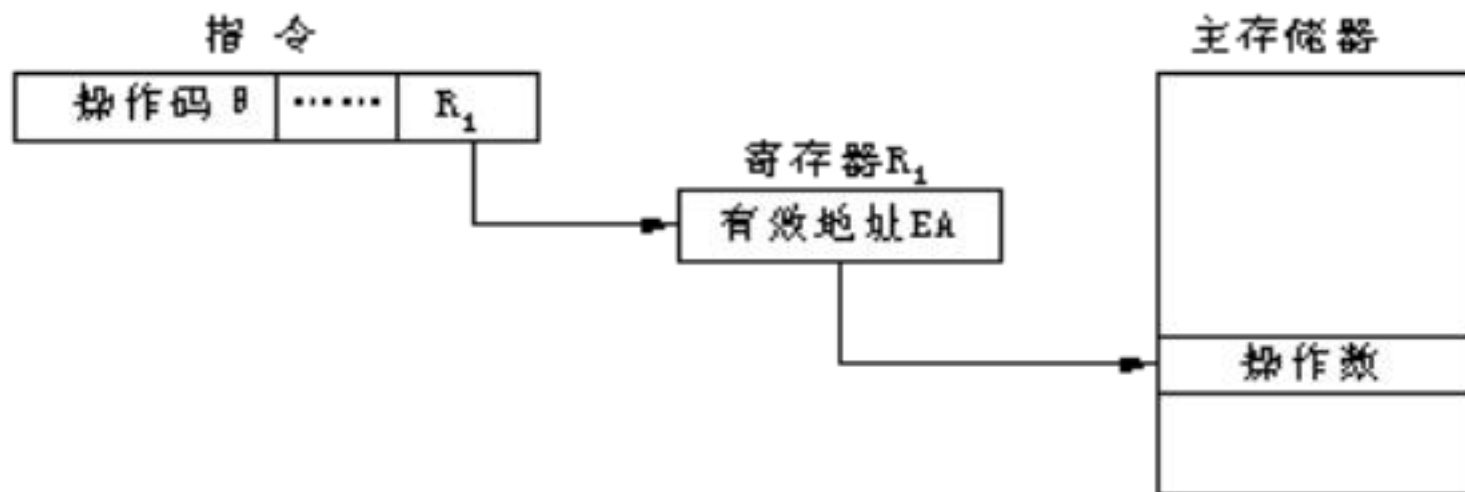 指 令
主存储器
操作码 θ ······ R₁
寄存器R₁
有效地址EA
操作数